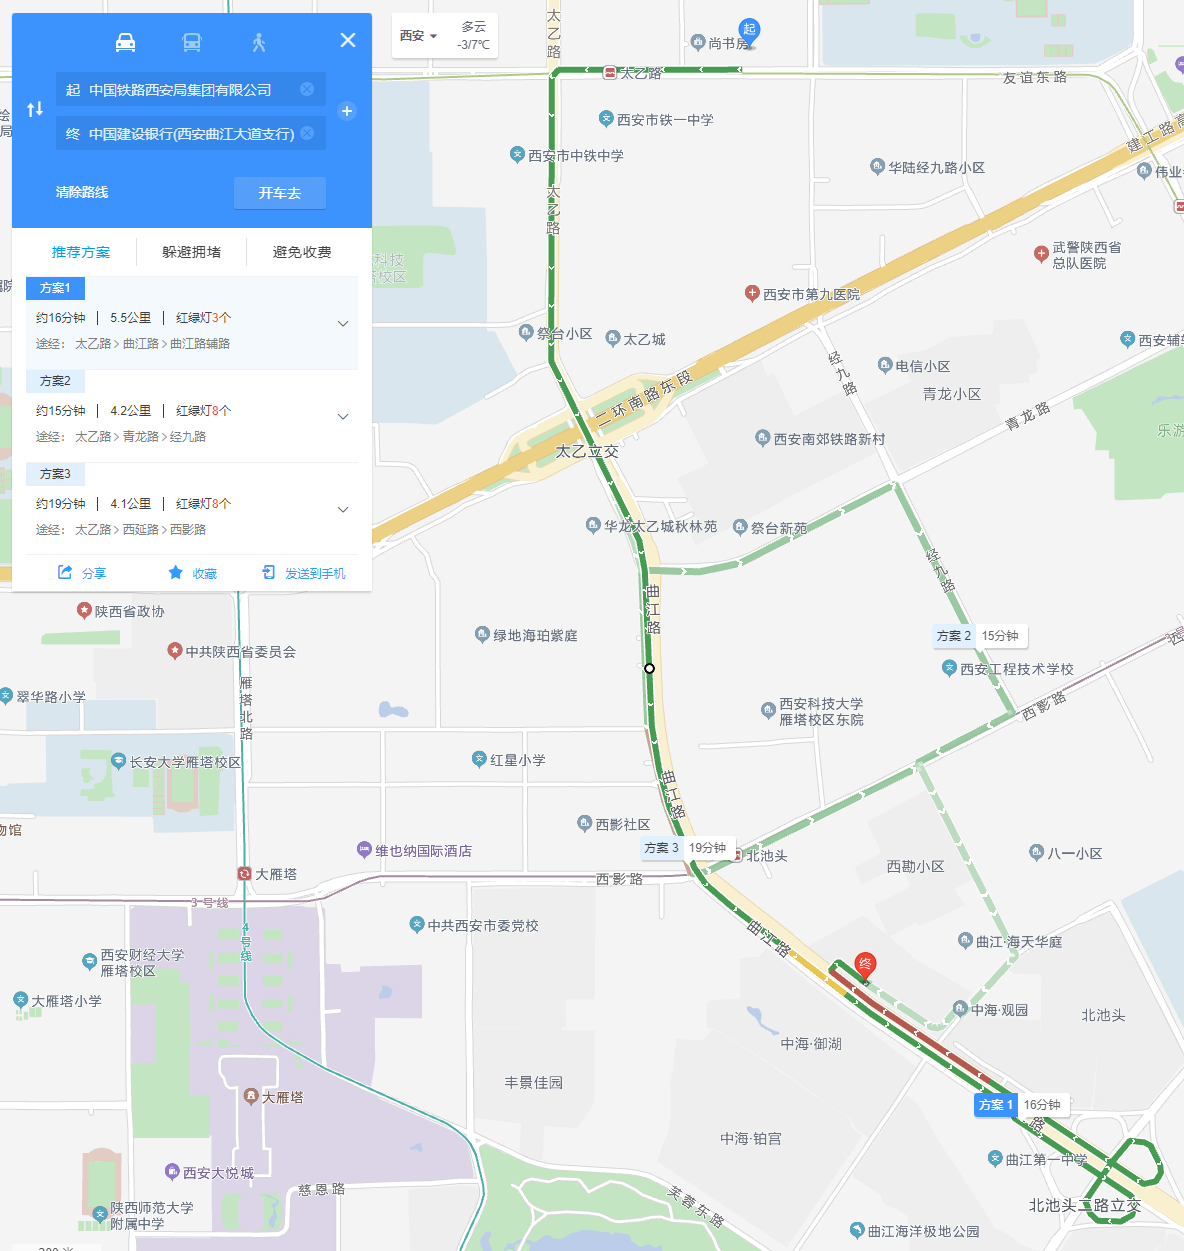 起 中国铁路西安局集团有限公司
终 中国建设银行(西安曲江大道支行)
清除路线
开车去
推荐方案
躲避拥堵
避免收费
方案1
约16分钟 | 5.5公里 | 红绿灯3个
途经: 太乙路 > 曲江路 > 曲江路辅路
方案2
约15分钟 | 4.2公里 | 红绿灯8个
途经: 太乙路 > 青龙路 > 经九路
方案3
约19分钟 | 4.1公里 | 红绿灯8个
途经: 太乙路 > 西延路 > 西影路
分享
收藏
发送到手机
西安
多云
-3/7℃
太乙路
尚书房
起
太乙路
友谊东路
西安市铁一中学
建工路高
西安市中铁中学
华陆经九路小区
伟业
太乙路
武警陕西省
总队医院
科技
校区
西安市第九医院
祭台小区
太乙城
西安辅
经九路
电信小区
青龙小区
二环南路东段
青龙路
乐游
太乙立交
西安南郊铁路新村
华龙太乙城秋林苑
祭台新苑
经九路
曲江路
陕西省政协
绿地海珀紫庭
方案 2 15分钟
中共陕西省委员会
西安工程技术学校
翠华路小学
雁塔北路
西安科技大学
雁塔校区东院
西影路
长安大学雁塔校区
红星小学
曲江路
物馆
西影社区
维也纳国际酒店
方案 3 19分钟
北池头
八一小区
西勘小区
大雁塔
西影路
3号线
4号线
中共西安市委党校
曲江路
曲江·海天华庭
西安财经大学
雁塔校区
终
大雁塔小学
中海·观园
北池头
中海·御湖
丰景佳园
大雁塔
方案 1 16分钟
路
中海·铂宫
曲江第一中学
西安大悦城
慈恩路
芙蓉东路
北池头二路立交
陕西师范大学
附属中学
曲江海洋极地公园